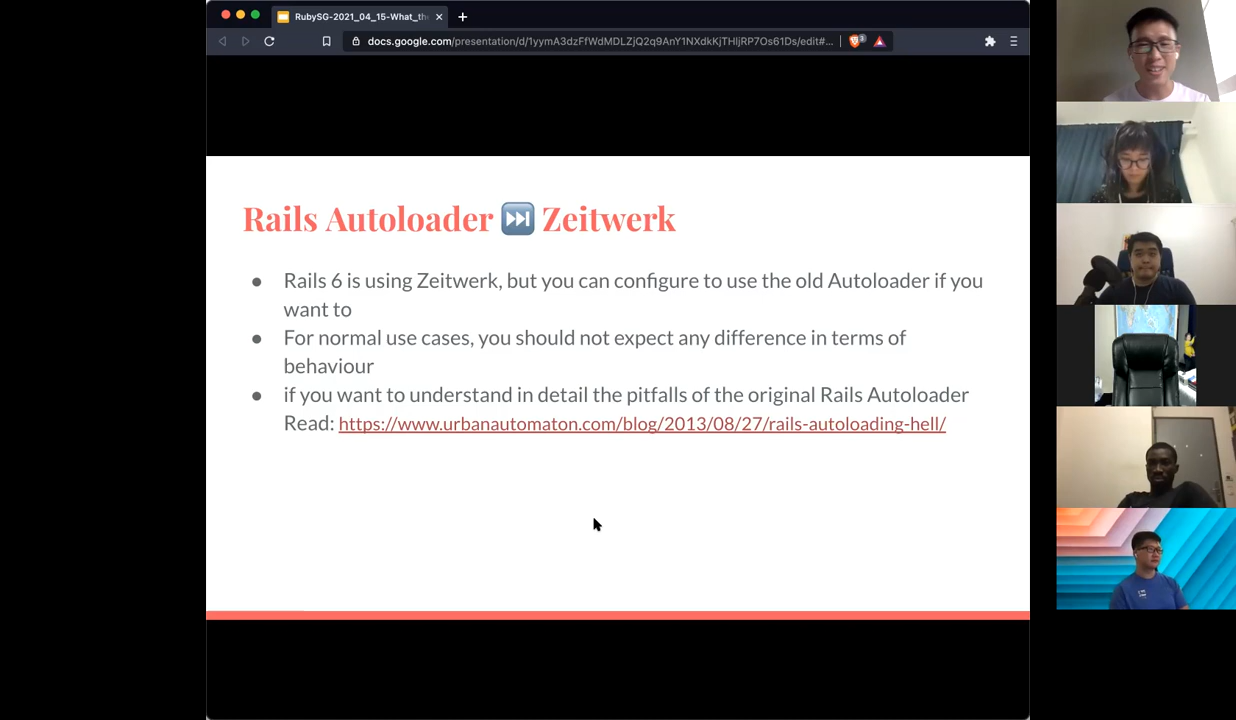 RubySG-2021_04_15-What_th
docs.google.com/presentation/d/1yymA3dzFfWdMDLZjQ2q9AnY1NXdkKjTHljRP7Os61Ds/edit#...
Rails Autoloader ⏭ Zeitwerk
● Rails 6 is using Zeitwerk, but you can configure to use the old Autoloader if you
want to
● For normal use cases, you should not expect any difference in terms of
behaviour
● if you want to understand in detail the pitfalls of the original Rails Autoloader
Read: https://www.urbanautomaton.com/blog/2013/08/27/rails-autoloading-hell/